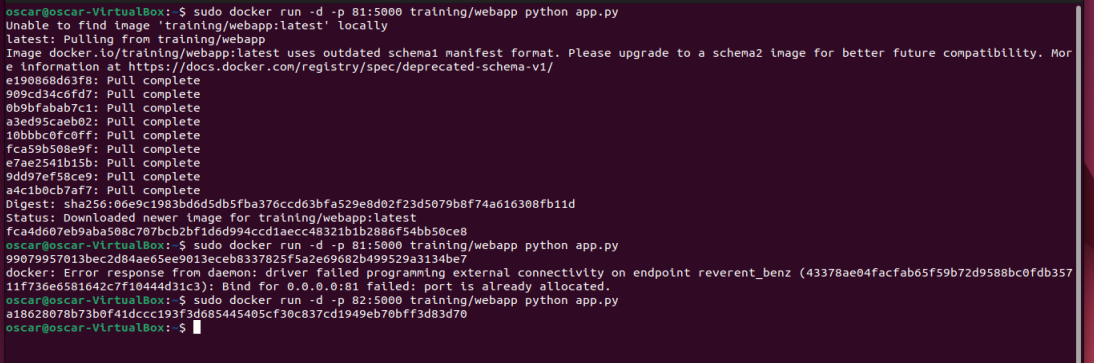 oscar@oscar-VirtualBox:~$ sudo docker run -d -p 81:5000 training/webapp python app.py
Unable to find image 'training/webapp:latest' locally
latest: Pulling from training/webapp
Image docker.io/training/webapp:latest uses outdated schema1 manifest format. Please upgrade to a schema2 image for better future compatibility. Mor
e information at https://docs.docker.com/registry/spec/deprecated-schema-v1/
e190868d63f8: Pull complete
909cd34c6fd7: Pull complete
0b9bfabab7c1: Pull complete
a3ed95caeb02: Pull complete
10bbbc0fc0ff: Pull complete
fca59b508e9f: Pull complete
e7ae2541b15b: Pull complete
9dd97ef58ce9: Pull complete
a4c1b0cb7af7: Pull complete
Digest: sha256:06e9c1983bd6d5db5fba376ccd63bfa529e8d02f23d5079b8f74a616308fb11d
Status: Downloaded newer image for training/webapp:latest
fca4d607eb9aba508c707bcb2bf1d6d994ccd1aecc48321b1b2886f54bb50ce8
oscar@oscar-VirtualBox:~$ sudo docker run -d -p 81:5000 training/webapp python app.py
99079957013bec2d84ae65ee9013eceb8337825f5a2e69682b499529a3134be7
docker: Error response from daemon: driver failed programming external connectivity on endpoint reverent_benz (43378ae04facfab65f59b72d9588bc0fdb357
11f736e6581642c7f10444d31c3): Bind for 0.0.0.0:81 failed: port is already allocated.
oscar@oscar-VirtualBox:~$ sudo docker run -d -p 82:5000 training/webapp python app.py
a18628078b73b0f41dccc193f3d685445405cf30c837cd1949eb70bff3d83d70
oscar@oscar-VirtualBox:~$